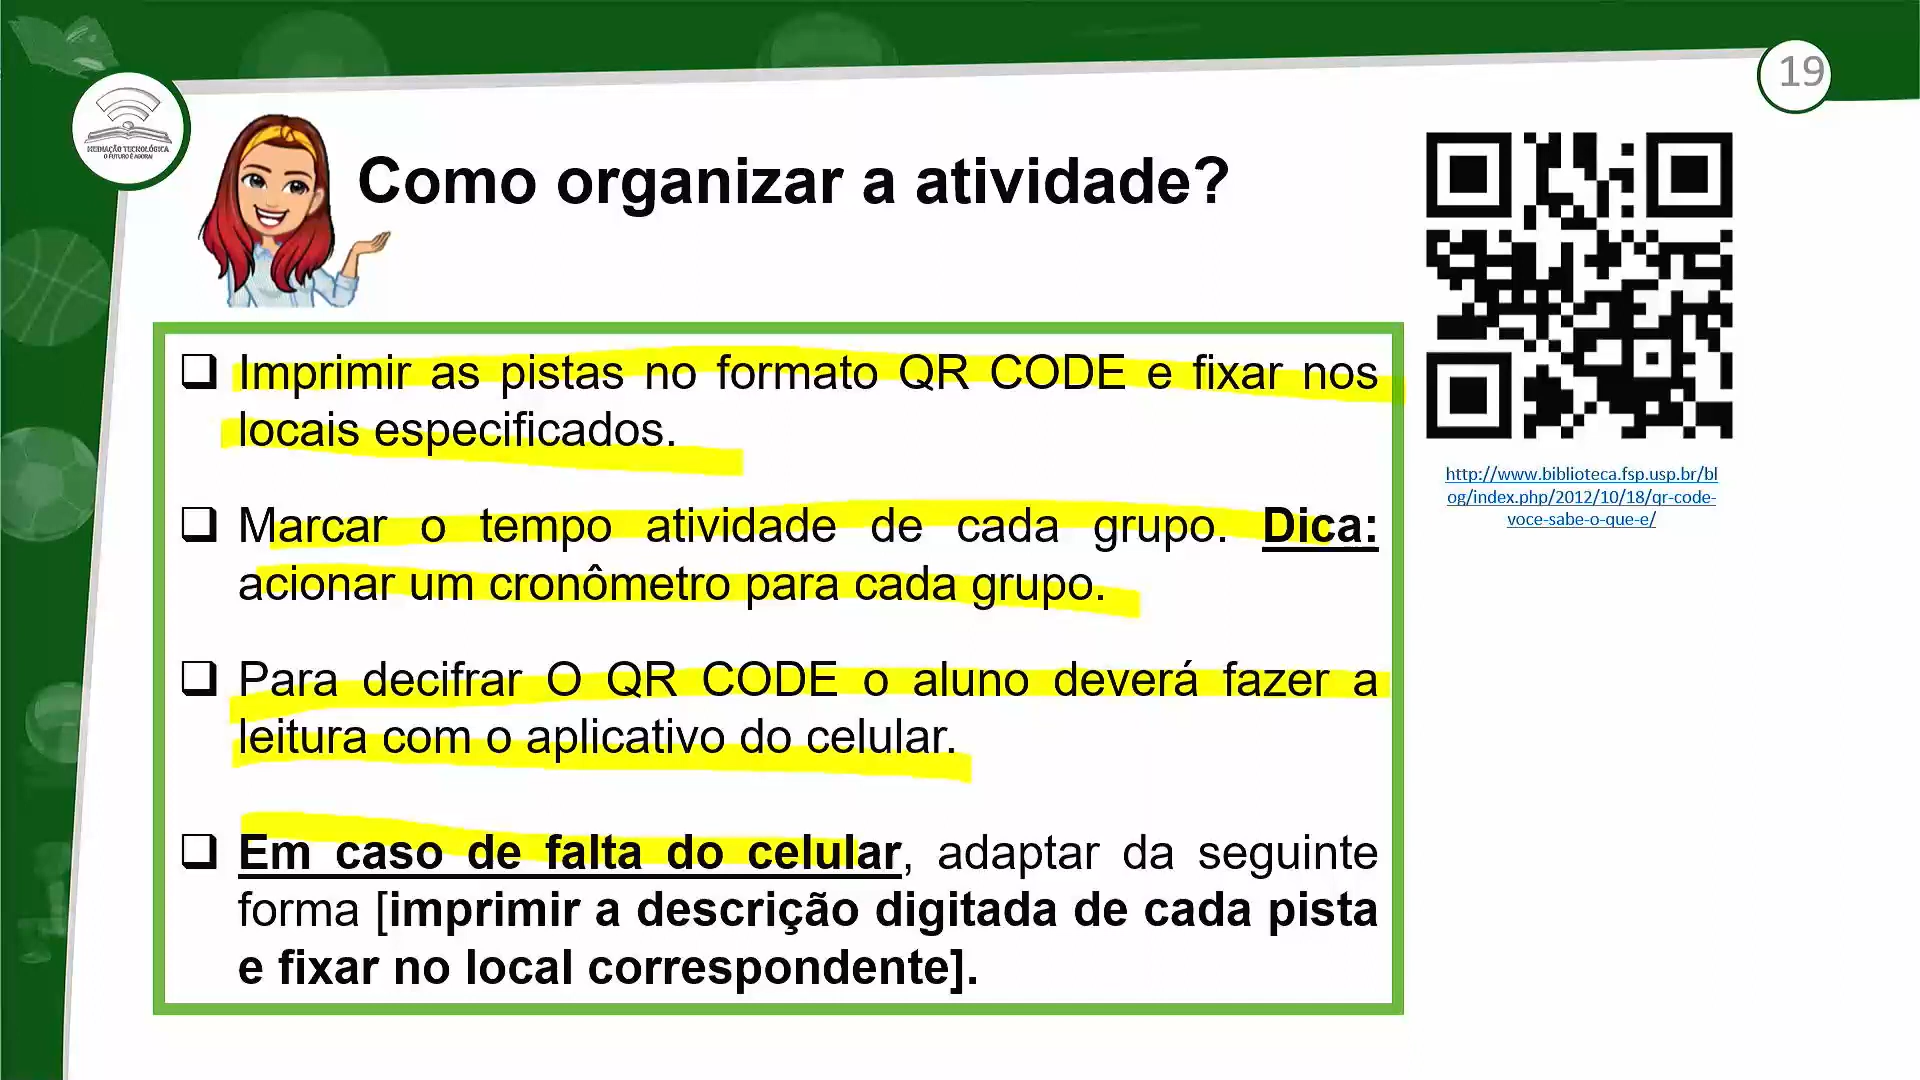 19
MEDIAÇÃO TECNOLÓGICA
O FUTURO É AGORA!
Como organizar a atividade?
❑ Imprimir as pistas no formato QR CODE e fixar nos
locais especificados.
❑ Marcar o tempo atividade de cada grupo. Dica:
acionar um cronômetro para cada grupo.
❑ Para decifrar O QR CODE o aluno deverá fazer a
leitura com o aplicativo do celular.
❑ Em caso de falta do celular, adaptar da seguinte
forma [imprimir a descrição digitada de cada pista
e fixar no local correspondente].
http://www.biblioteca.fsp.usp.br/bl
og/index.php/2012/10/18/qr-code-
voce-sabe-o-que-e/